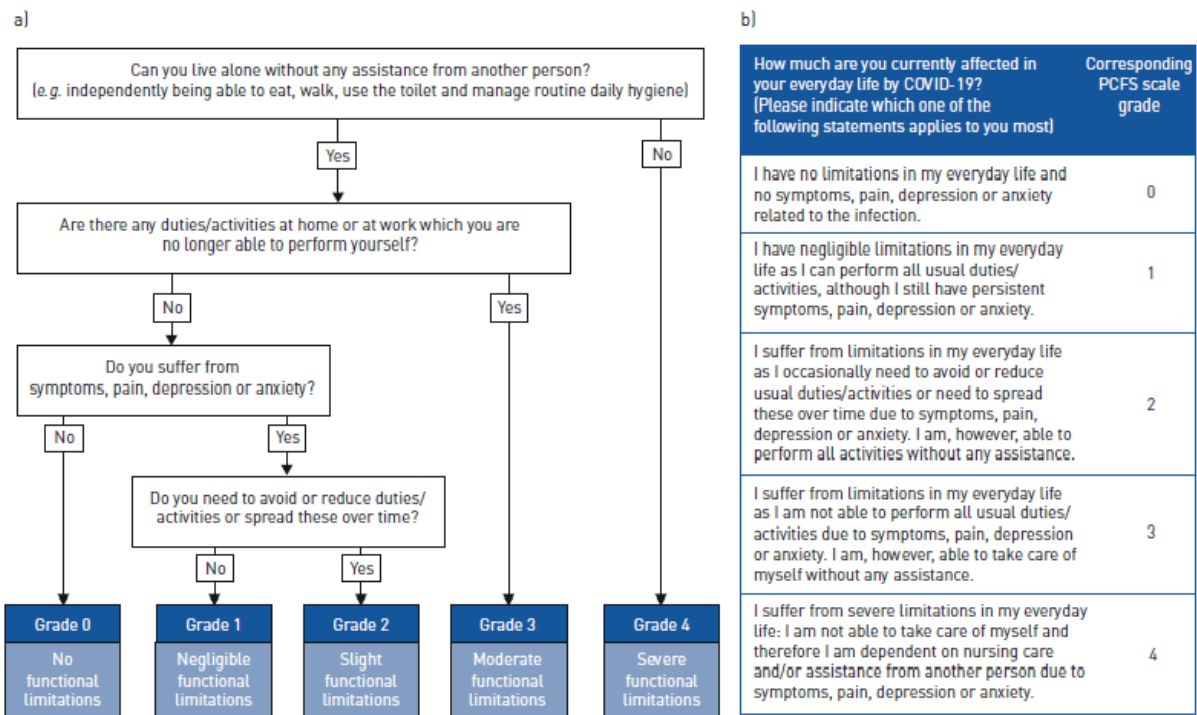 a)
Can you live alone without any assistance from another person?
(e.g. independently being able to eat, walk, use the toilet and manage routine daily hygiene)
Yes
No
Are there any duties/activities at home or at work which you are
no longer able to perform yourself?
No
Yes
Do you suffer from
symptoms, pain, depression or anxiety?
No
Yes
Do you need to avoid or reduce duties/
activities or spread these over time?
No
Yes
Grade 0
Grade 1
Grade 2
Grade 3
Grade 4
No
functional
limitations
Negligible
functional
limitations
Slight
functional
limitations
Moderate
functional
limitations
Severe
functional
limitations
b)
How much are you currently affected in
your everyday life by COVID-19?
(Please indicate which one of the
following statements applies to you most)
Corresponding
PCFS scale
grade
I have no limitations in my everyday life and
no symptoms, pain, depression or anxiety
related to the infection.
0
I have negligible limitations in my everyday
life as I can perform all usual duties/
activities, although I still have persistent
symptoms, pain, depression or anxiety.
1
I suffer from limitations in my everyday life
as I occasionally need to avoid or reduce
usual duties/activities or need to spread
these over time due to symptoms, pain,
depression or anxiety. I am, however, able to
perform all activities without any assistance.
2
I suffer from limitations in my everyday life
as I am not able to perform all usual duties/
activities due to symptoms, pain, depression
or anxiety. I am, however, able to take care of
myself without any assistance.
3
I suffer from severe limitations in my everyday
life: I am not able to take care of myself and
therefore I am dependent on nursing care
and/or assistance from another person due to
symptoms, pain, depression or anxiety.
4